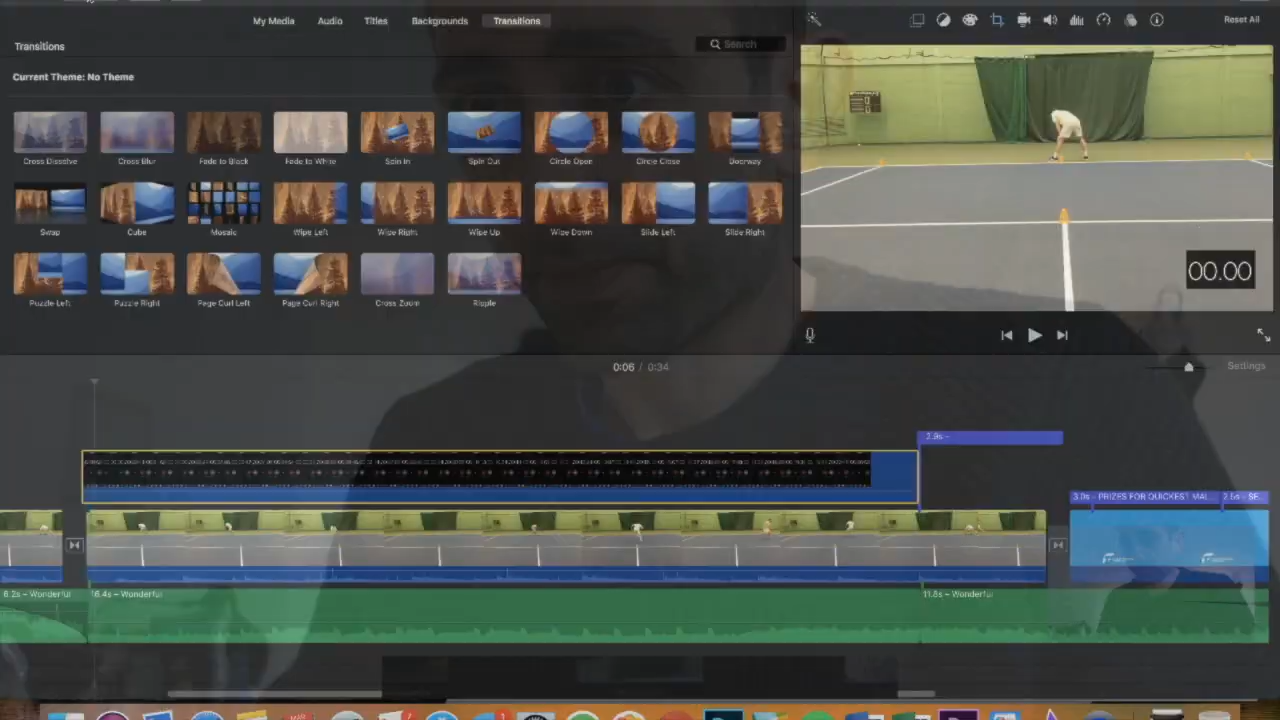 My Media Audio Titles Backgrounds Transitions
Reset All
Transitions
Search
Current Theme: No Theme
Cross Dissolve Cross Blur Fade to Black Fade to White Spin In Spin Out Circle Open Circle Close Doorway
Swap Cube Mosaic Wipe Left Wipe Right Wipe Up Wipe Down Slide Left Slide Right
Puzzle Left Puzzle Right Page Curl Left Page Curl Right Cross Zoom Ripple
00.00
0:06 / 0:34
Settings
2.9s –
3.0s – PRIZES FOR QUICKEST MAL... 2.5s – SE...
6.2s – Wonderful
16.4s – Wonderful
11.8s – Wonderful